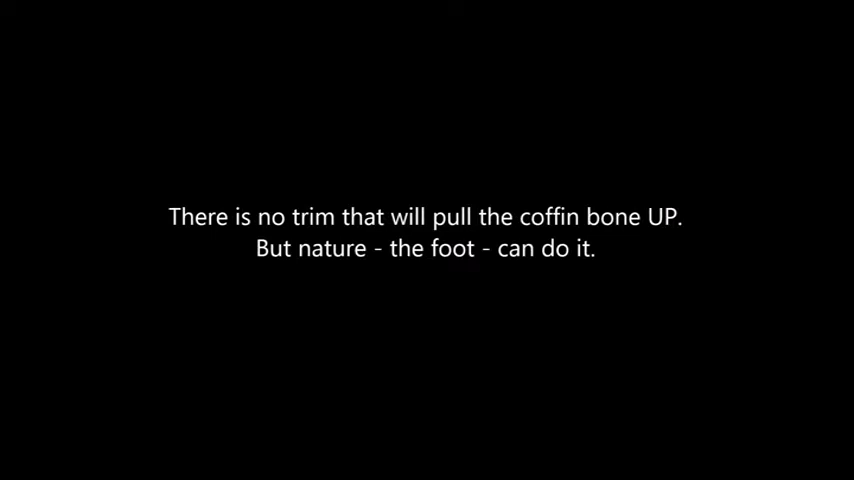 There is no trim that will pull the coffin bone UP.
But nature - the foot - can do it.